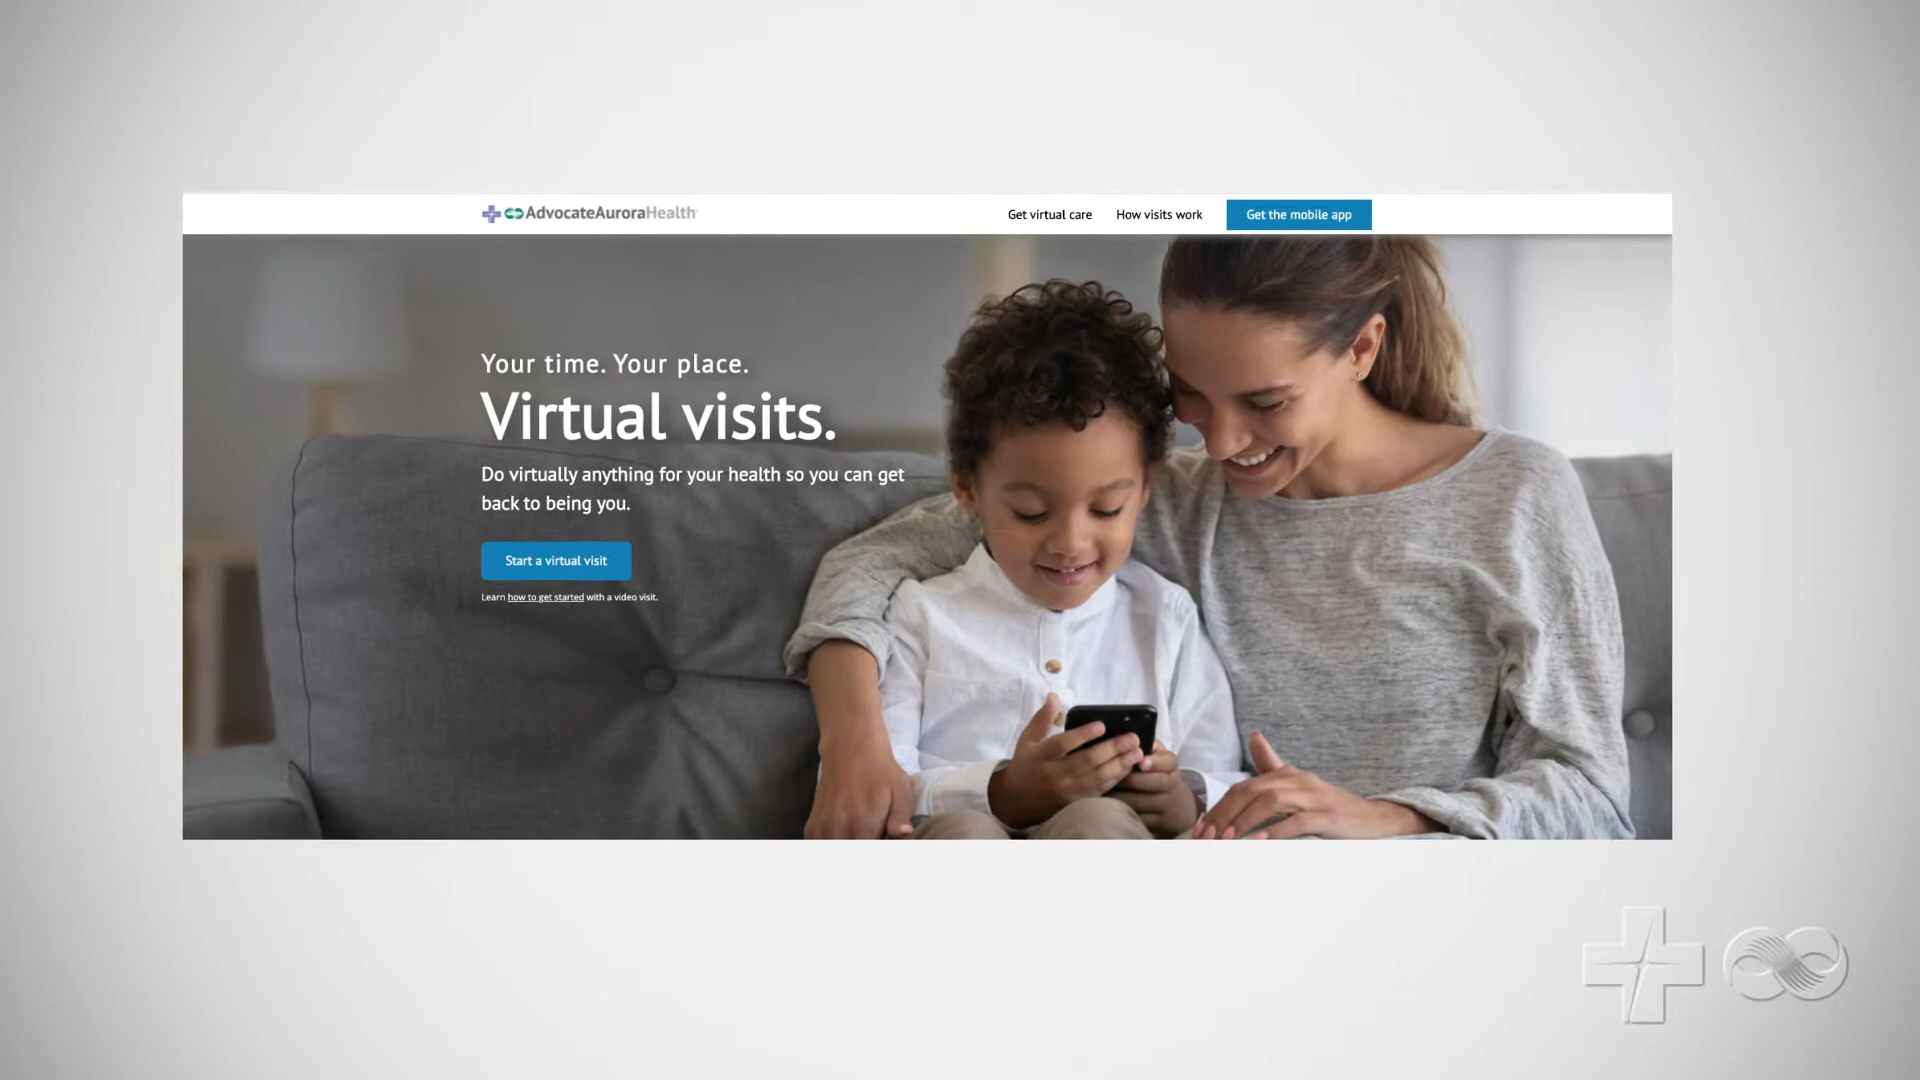 AdvocateAuroraHealth
Get virtual care
How visits work
Get the mobile app
Your time. Your place.
Virtual visits.
Do virtually anything for your health so you can get
back to being you.
Start a virtual visit
Learn how to get started with a video visit.